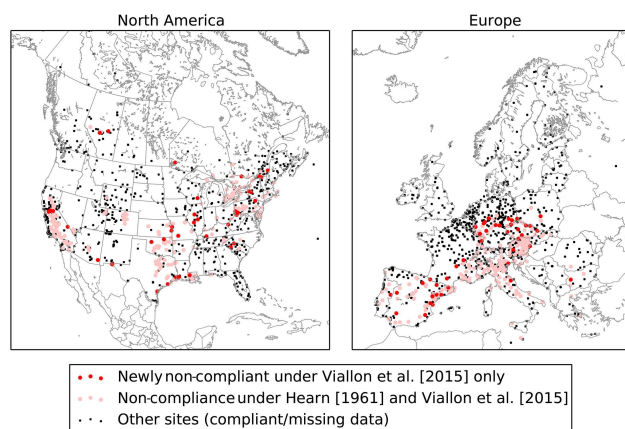 North America
Europe
Newly non-compliant under Viallon et al. [2015] only
Non-compliance under Hearn [1961] and Viallon et al. [2015]
Other sites (compliant/missing data)